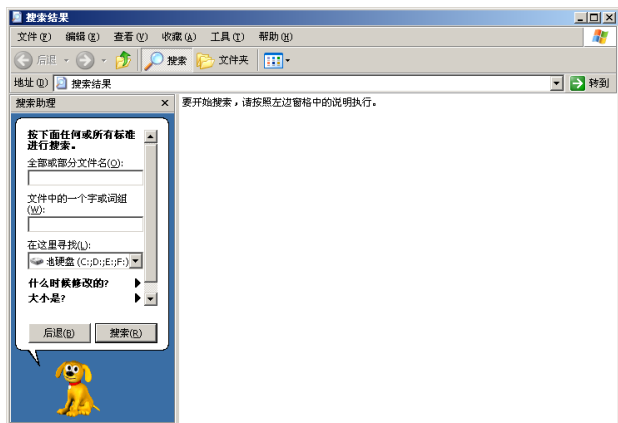 搜索结果
文件(F) 编辑(E) 查看(V) 收藏(A) 工具(T) 帮助(H)
后退 搜索 文件夹
地址(D) 搜索结果 转到
搜索助理 ×
要开始搜索，请按照左边窗格中的说明执行。
按下面任何或所有标准
进行搜索。
全部或部分文件名(O):
文件中的一个字或词组
(W):
在这里寻找(L):
硬盘 (C:;D:;E:;F:)
什么时候修改的?
大小是?
后退(B) 搜索(R)